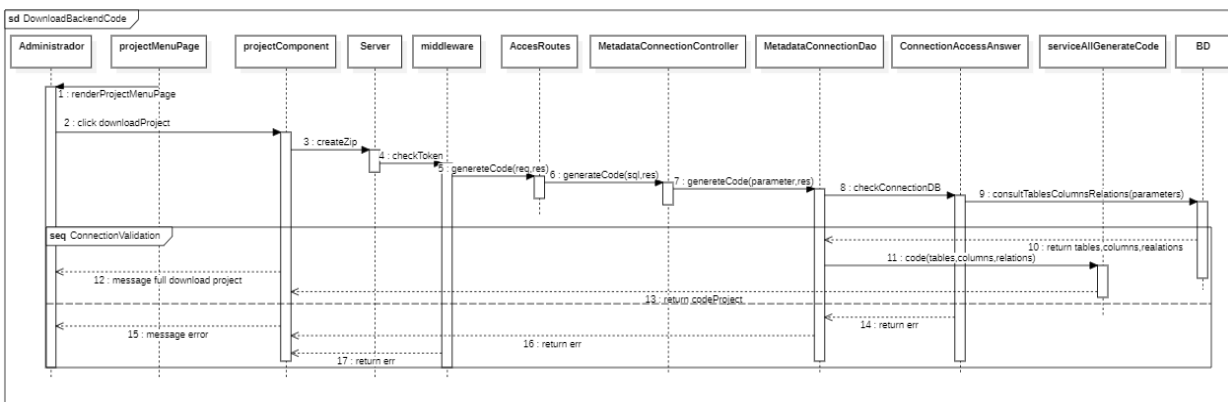 sd DownloadBackendCode
Administrador
projectMenuPage
projectComponent
Server
middleware
AccesRoutes
MetadataConnectionController
MetadataConnectionDao
ConnectionAccessAnswer
serviceAllGenerateCode
BD
1 : renderProjectMenuPage
2 : click downloadProject
3 : createZip
4 : checkToken
5 : genereteCode(req,res)
6 : generateCode(sql,res)
7 : genereteCode(parameter,res)
8 : checkConnectionDB
9 : consultTablesColumnsRelations(parameters)
seq ConnectionValidation
10 : return tables,columns,realations
11 : code(tables,columns,relations)
12 : message full download project
13 : return codeProject
14 : return err
15 : message error
16 : return err
17 : return err